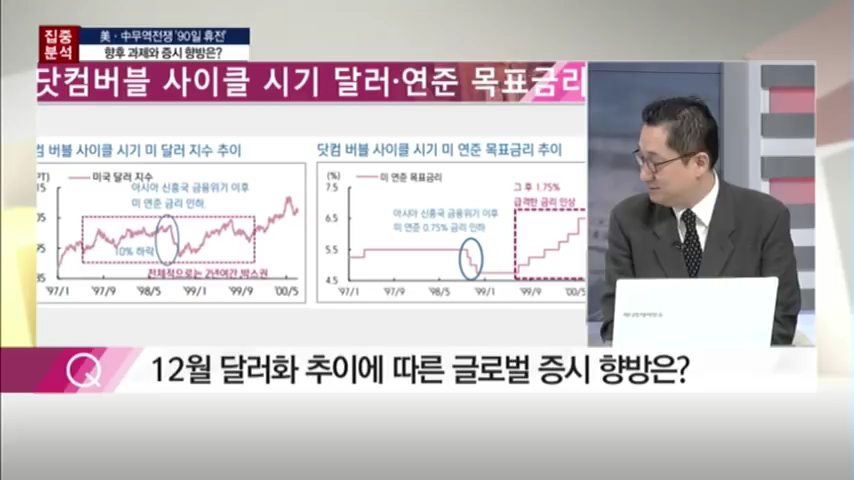 집중
분석
美·中무역전쟁 '90일 휴전'
향후 과제와 증시 향방은?
닷컴버블 사이클 시기 달러·연준 목표금리
컴 버블 사이클 시기 미 달러 지수 추이
PT)
미국 달러 지수
아시아 신흥국 금융위기 이후
미 연준 금리 인하
10% 하락
전체적으로는 2년여간 박스권
15
05
95
85
'97/1 '97/9 '98/5 '99/1 '99/9 '00/5
닷컴 버블 사이클 시기 미 연준 목표금리 추이
(%)
미 연준 목표금리
그 후 1.75%
급격한 금리 인상
아시아 신흥국 금융위기 이후
미 연준 0.75% 금리 인하
7.5
6.5
5.5
4.5
'97/1 '97/9 '98/5 '99/1 '99/9 '00/5
Q 12월 달러화 추이에 따른 글로벌 증시 향방은?